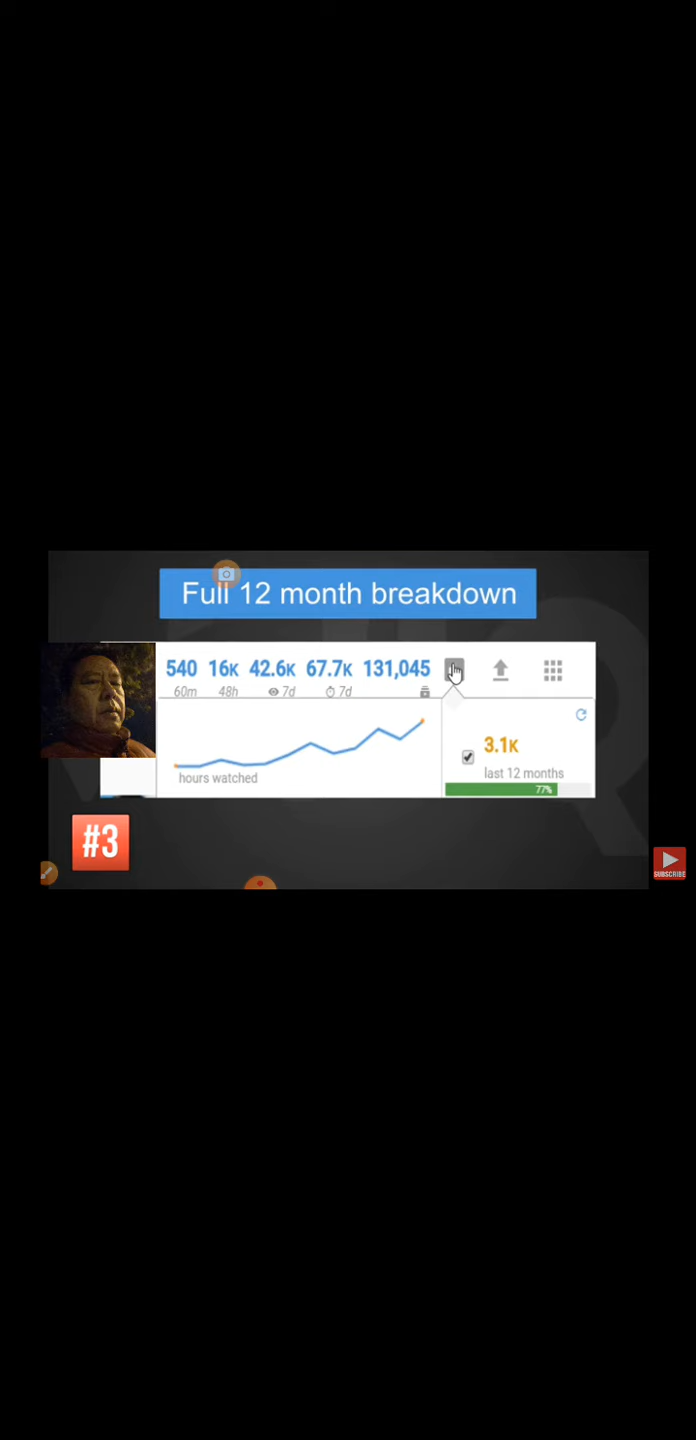 Full 12 month breakdown
540 16K 42.6K 67.7K 131,045
60m 48h 7d 7d
3.1K
last 12 months
hours watched
77%
#3
SUBSCRIBE